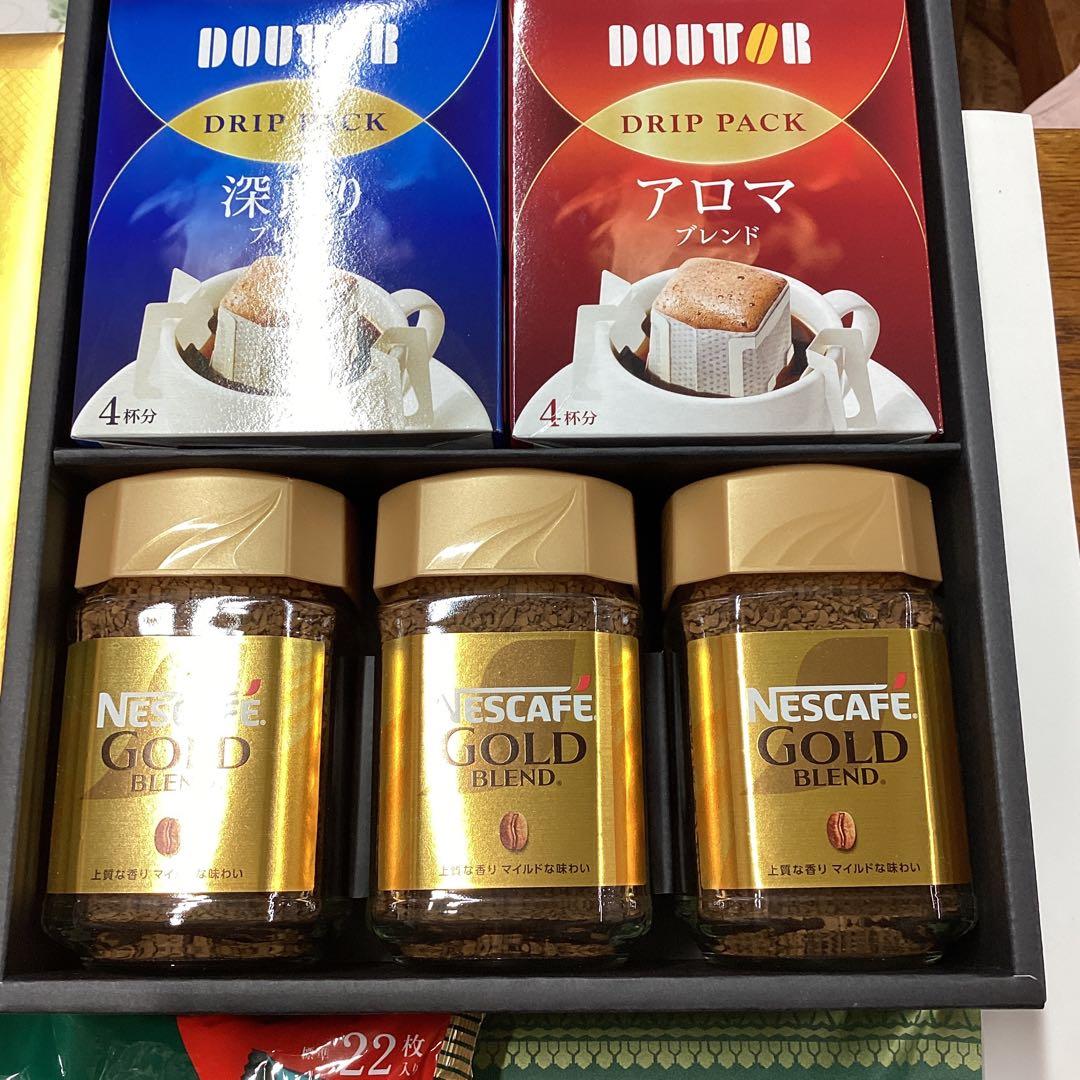 DOUTOR
DRIP PACK
深煎り
ブレンド
4杯分
DOUTOR
DRIP PACK
アロマ
ブレンド
4杯分
NESCAFÉ
GOLD
BLEND
上質な香り マイルドな味わい
NESCAFÉ
GOLD
BLEND
上質な香り マイルドな味わい
NESCAFÉ
GOLD
BLEND
上質な香り マイルドな味わい
標準22枚入り